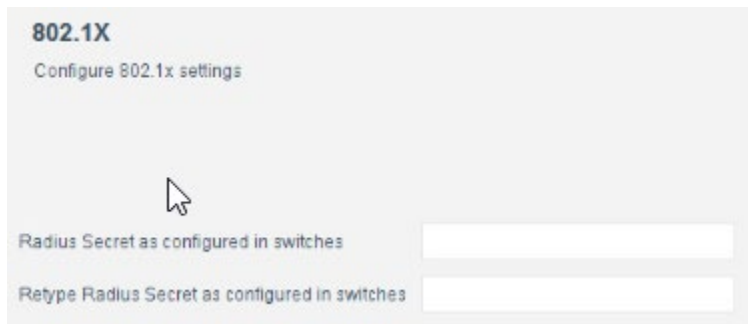 802.1X
Configure 802.1x settings
Radius Secret as configured in switches
Retype Radius Secret as configured in switches